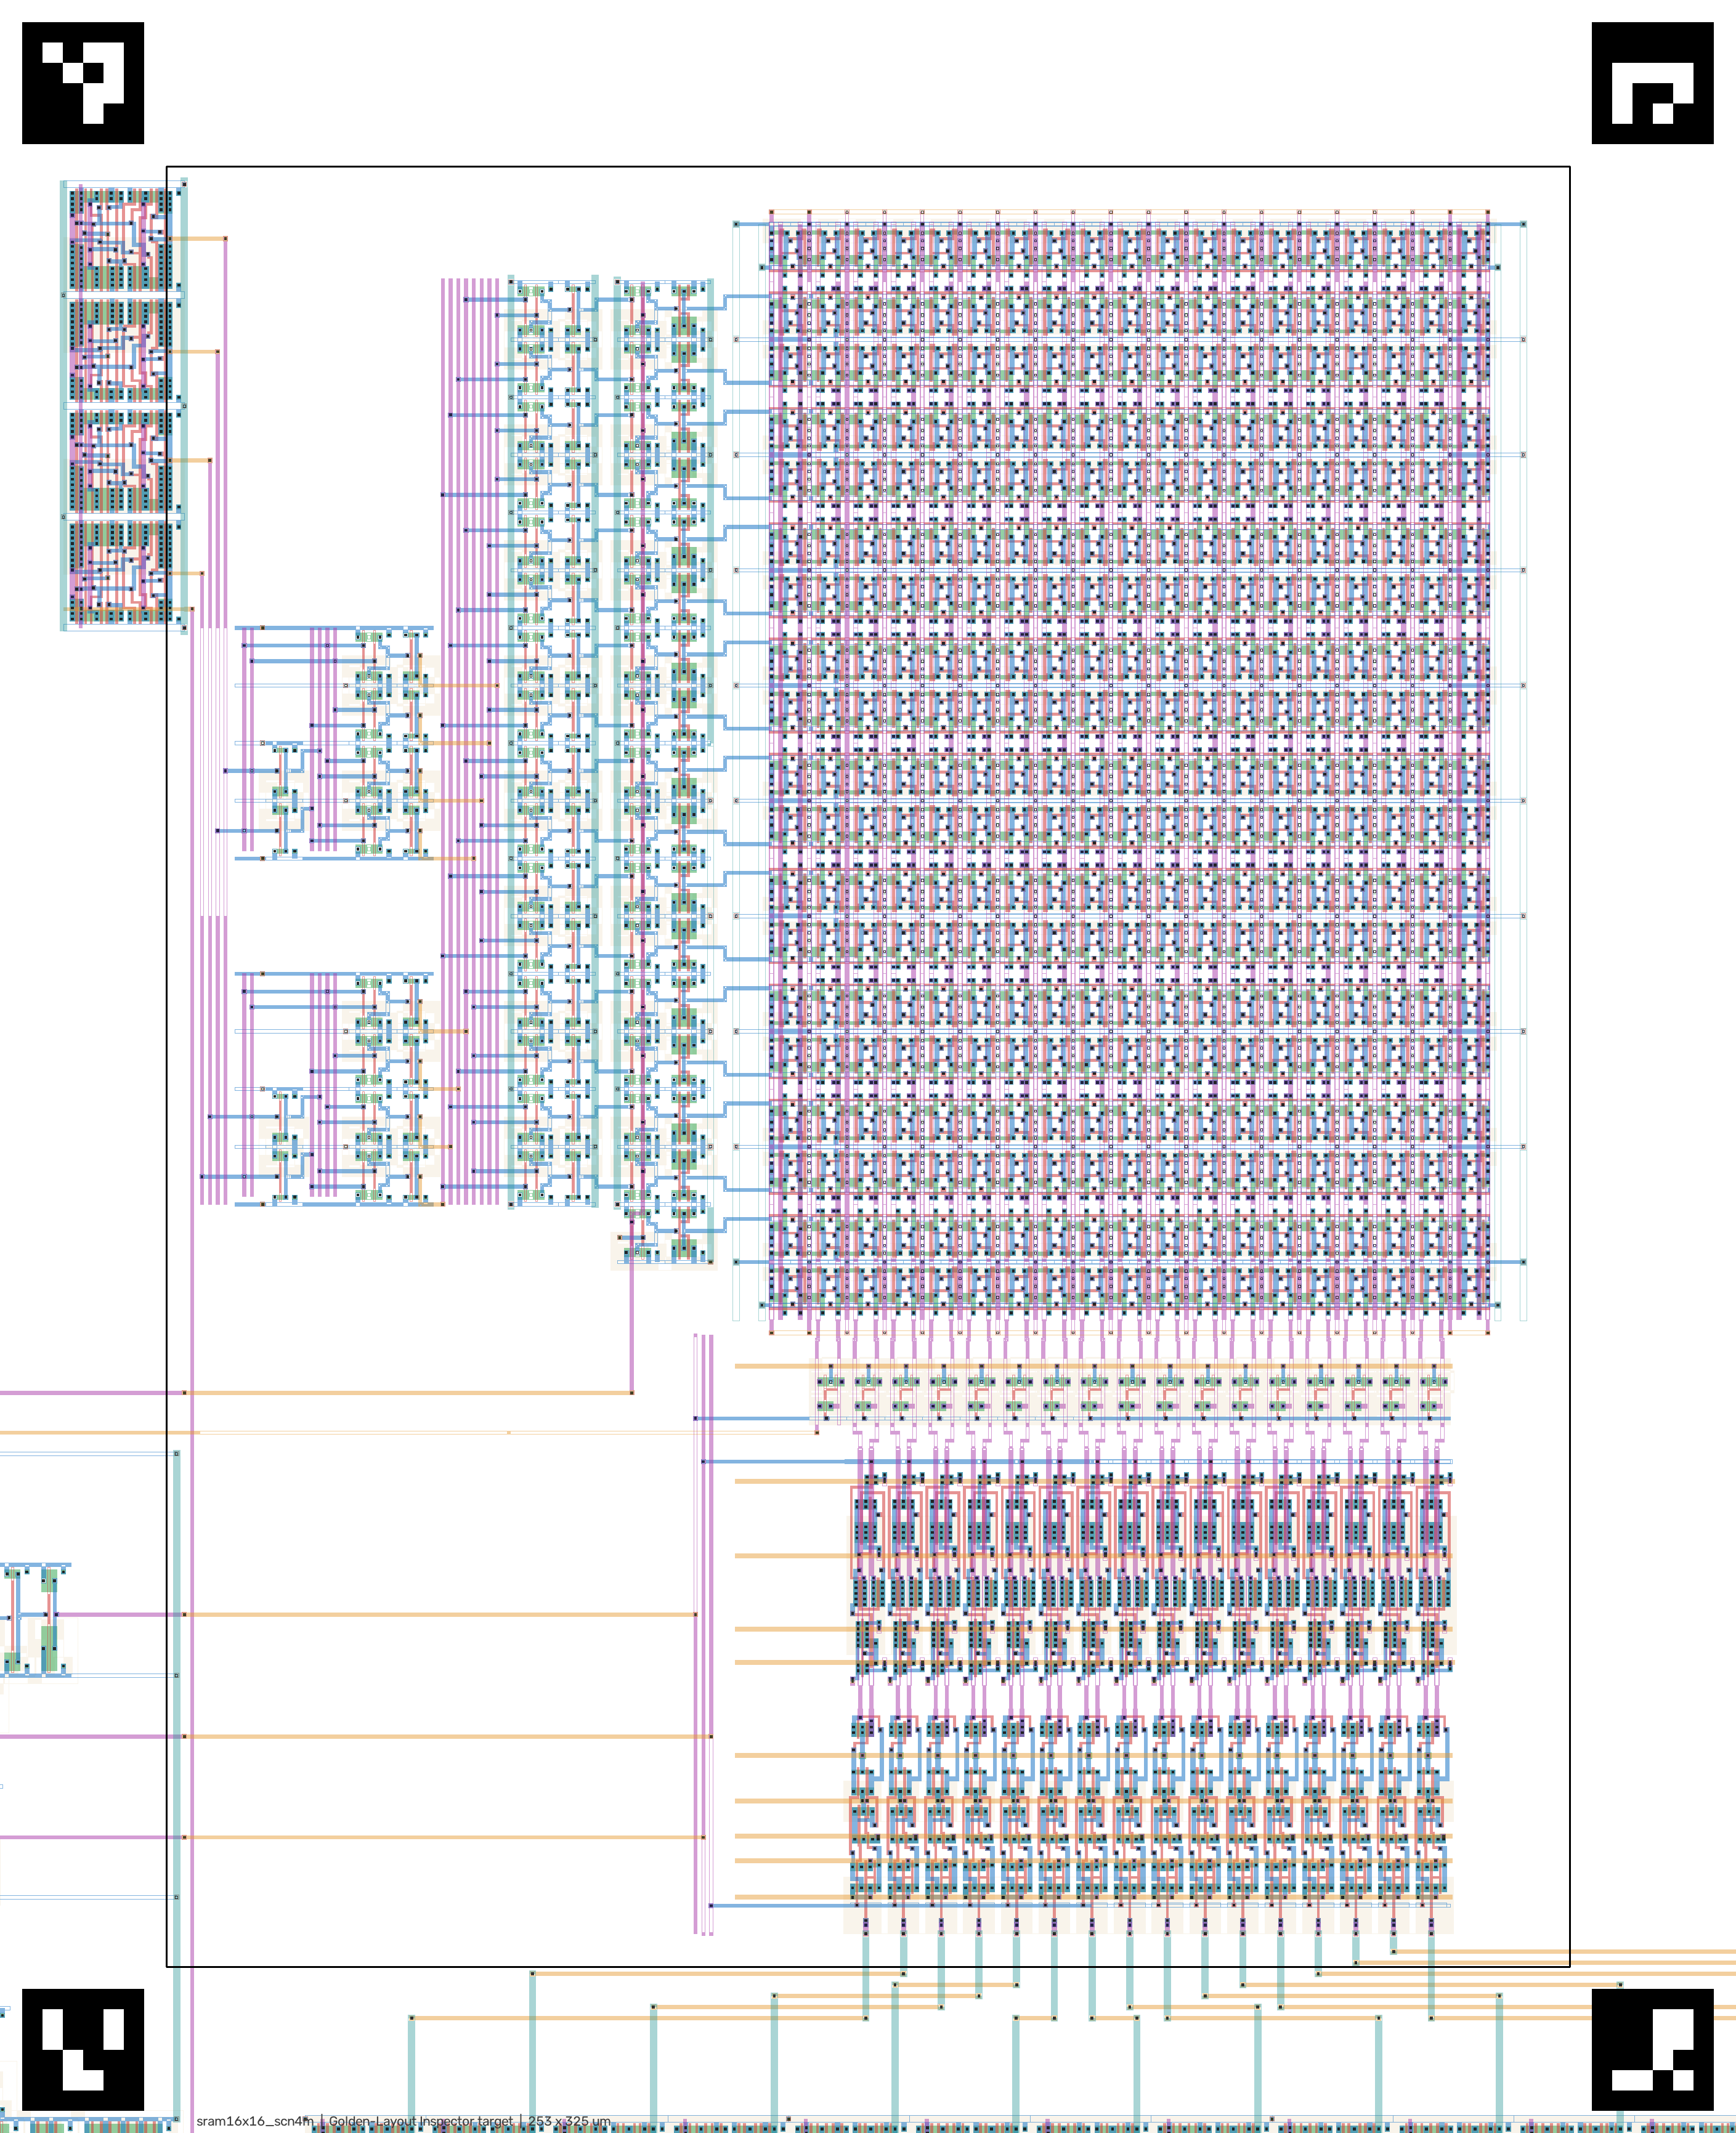 sram16x16_scn4m | Golden-Layout Inspector target | 253 x 325 um